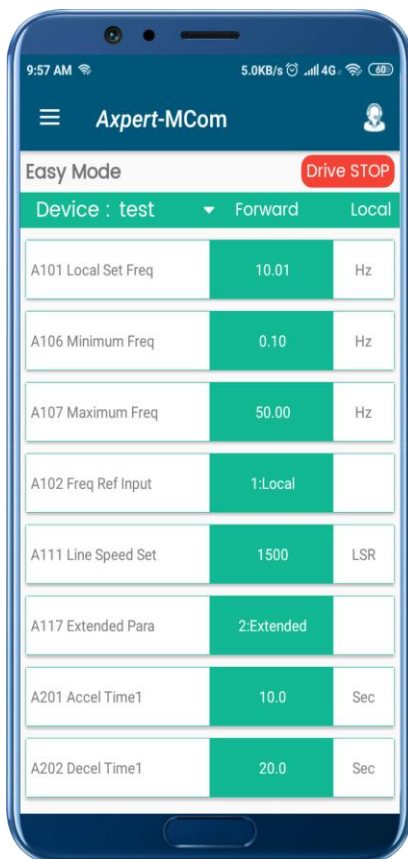 9:57 AM 5.0KB/s 4G 60
Axpert-MCom
Easy Mode Drive STOP
Device : test Forward Local
A101 Local Set Freq 10.01 Hz
A106 Minimum Freq 0.10 Hz
A107 Maximum Freq 50.00 Hz
A102 Freq Ref Input 1:Local
A111 Line Speed Set 1500 LSR
A117 Extended Para 2:Extended
A201 Accel Time1 10.0 Sec
A202 Decel Time1 20.0 Sec